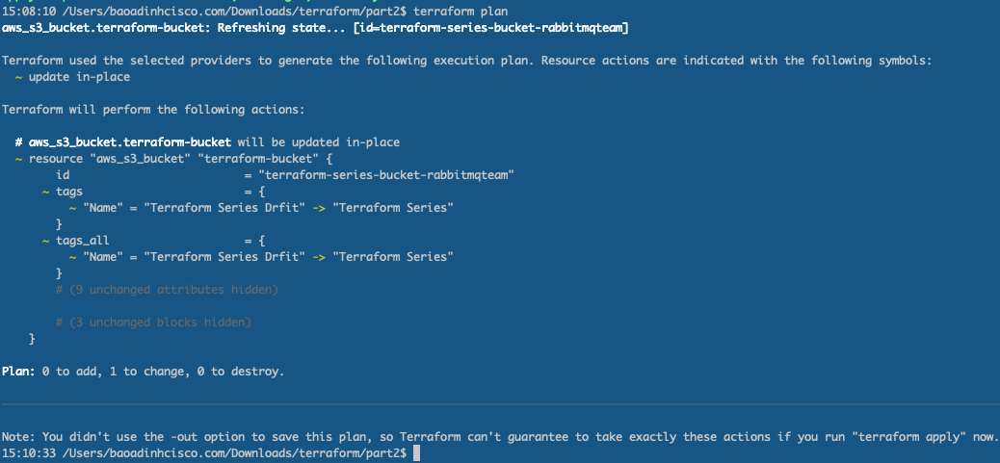 15:08:10 /Users/baoadinhcisco.com/Downloads/terraform/part2$ terraform plan
aws_s3_bucket.terraform-bucket: Refreshing state... [id=terraform-series-bucket-rabbitmqteam]
Terraform used the selected providers to generate the following execution plan. Resource actions are indicated with the following symbols:
~ update in-place
Terraform will perform the following actions:
# aws_s3_bucket.terraform-bucket will be updated in-place
~ resource "aws_s3_bucket" "terraform-bucket" {
id = "terraform-series-bucket-rabbitmqteam"
~ tags = {
~ "Name" = "Terraform Series Drfit" -> "Terraform Series"
}
~ tags_all = {
~ "Name" = "Terraform Series Drfit" -> "Terraform Series"
}
# (9 unchanged attributes hidden)
# (3 unchanged blocks hidden)
}
Plan: 0 to add, 1 to change, 0 to destroy.
Note: You didn't use the -out option to save this plan, so Terraform can't guarantee to take exactly these actions if you run "terraform apply" now.
15:10:33 /Users/baoadinhcisco.com/Downloads/terraform/part2$